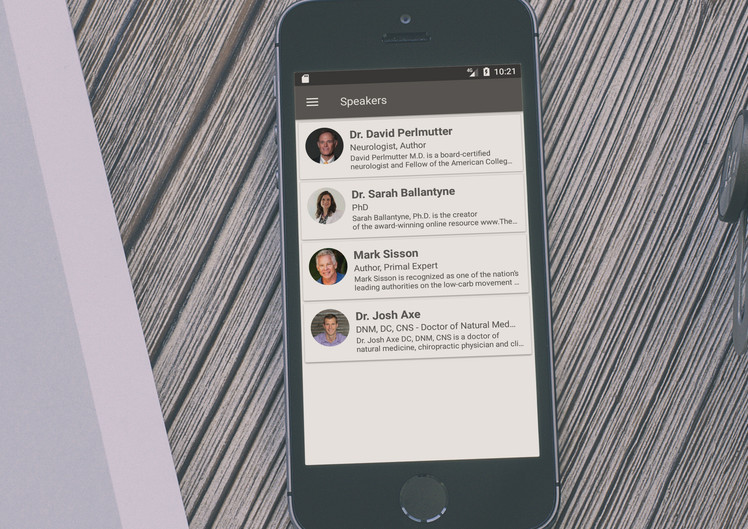 4G 10:21
Speakers
Dr. David Perlmutter
Neurologist, Author
David Perlmutter M.D. is a board-certified
neurologist and Fellow of the American Colleg...
Dr. Sarah Ballantyne
PhD
Sarah Ballantyne, Ph.D. is the creator
of the award-winning online resource www.The...
Mark Sisson
Author, Primal Expert
Mark Sisson is recognized as one of the nation's
leading authorities on the low-carb movement ...
Dr. Josh Axe
DNM, DC, CNS - Doctor of Natural Med...
Dr. Josh Axe DC, DNM, CNS is a doctor of
natural medicine, chiropractic physician and cli...